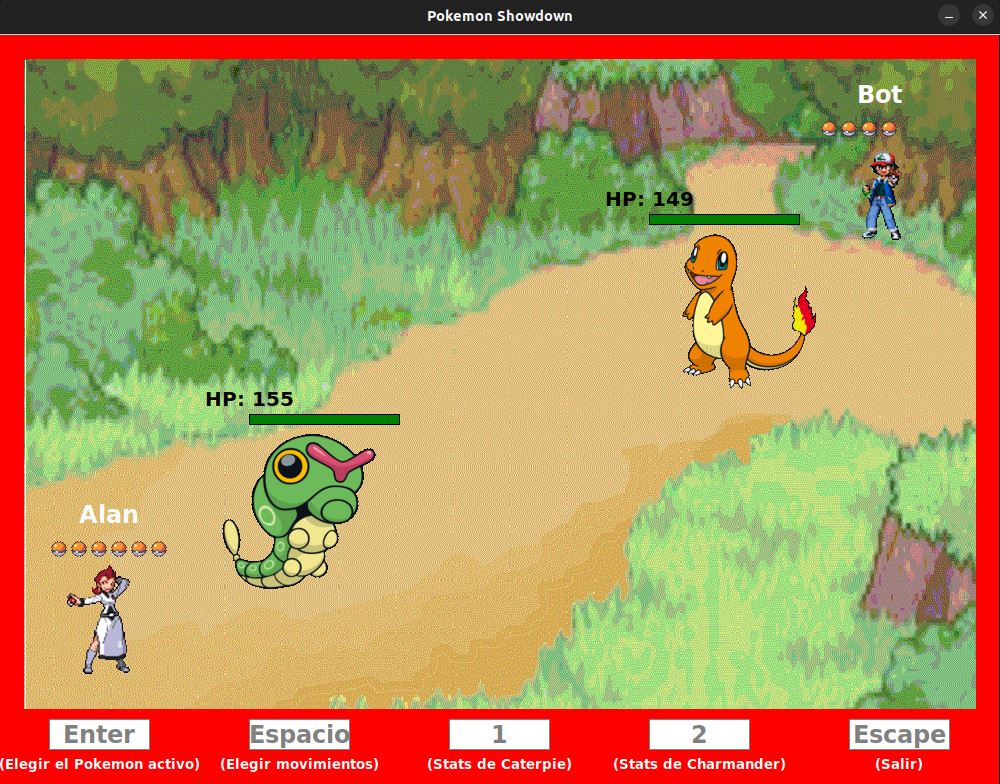 Pokemon Showdown
Bot
HP: 149
HP: 155
Alan
Enter
Espacio
1
2
Escape
(Elegir el Pokemon activo)
(Elegir movimientos)
(Stats de Caterpie)
(Stats de Charmander)
(Salir)